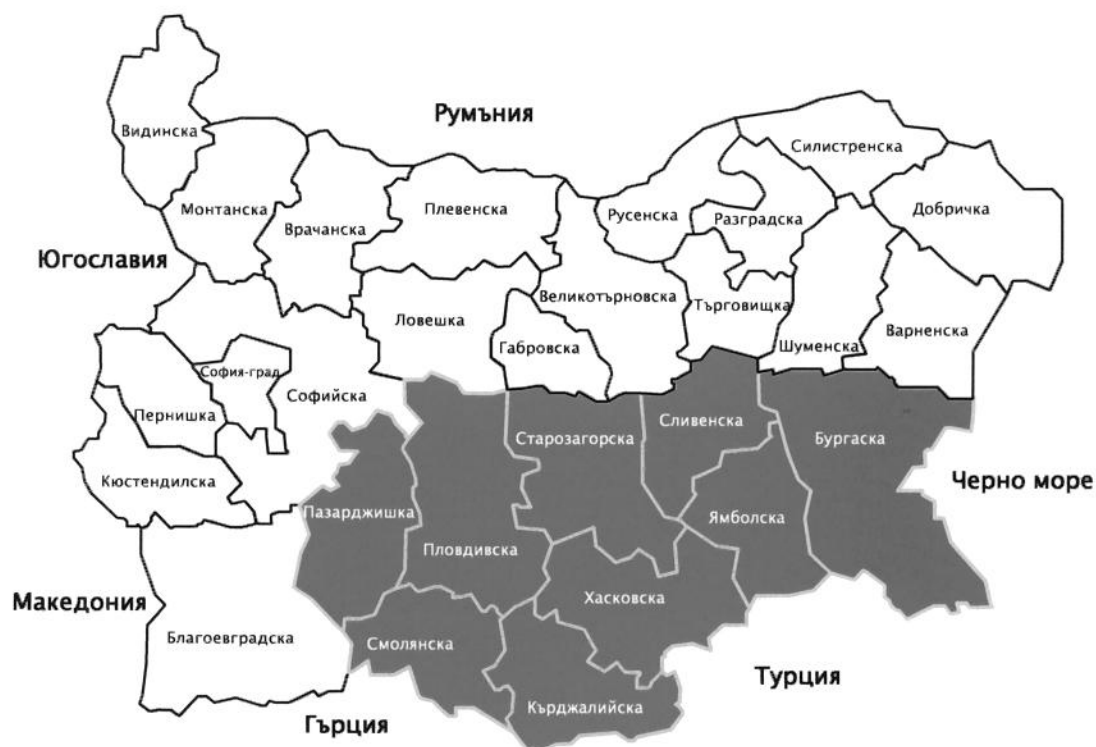 Румъния
Видинска
Силистренска
Монтанска
Врачанска
Плевенска
Русенска
Разградска
Добричка
Югославия
Ловешка
Великотърновска
Търговищка
Габровска
Шуменска
Варненска
София-град
Софийска
Пернишка
Старозагорска
Сливенска
Бургаска
Кюстендилска
Черно море
Пазарджишка
Пловдивска
Ямболска
Македония
Хасковска
Благоевградска
Смолянска
Турция
Кърджалийска
Гърция